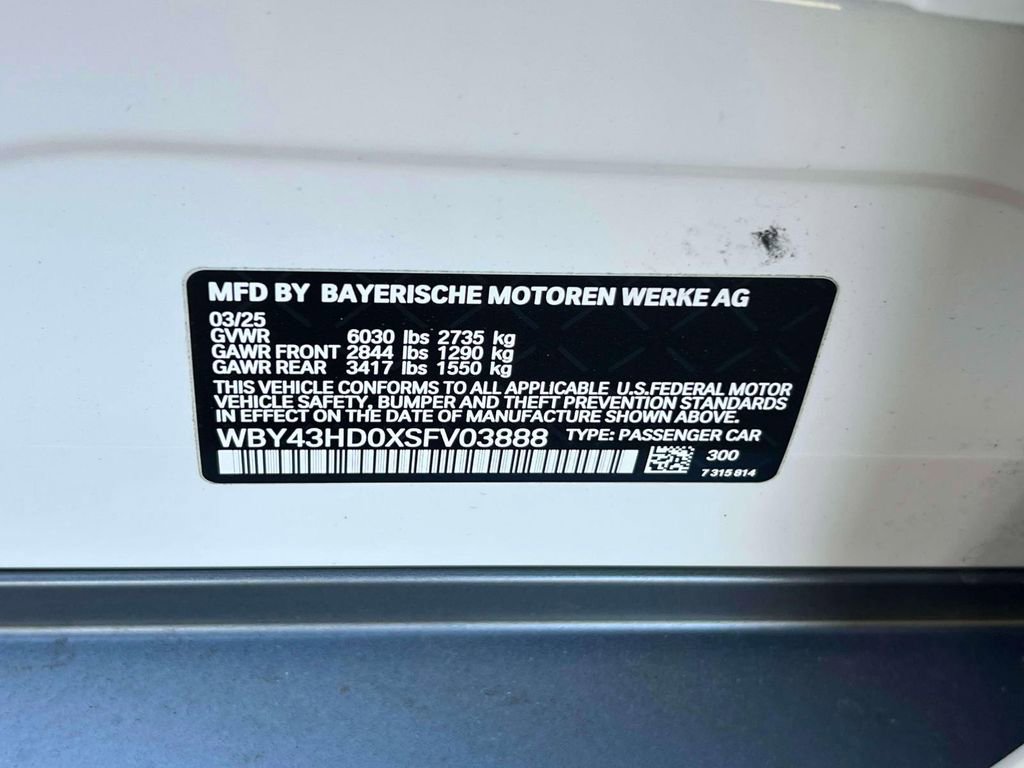 MFD BY BAYERISCHE MOTOREN WERKE AG
03/25
GVWR 6030 lbs 2735 kg
GAWR FRONT 2844 lbs 1290 kg
GAWR REAR 3417 lbs 1550 kg
THIS VEHICLE CONFORMS TO ALL APPLICABLE U.S.FEDERAL MOTOR
VEHICLE SAFETY, BUMPER AND THEFT PREVENTION STANDARDS
IN EFFECT ON THE DATE OF MANUFACTURE SHOWN ABOVE.
WBY43HD0XSFV03888 TYPE: PASSENGER CAR
300
7 315 814